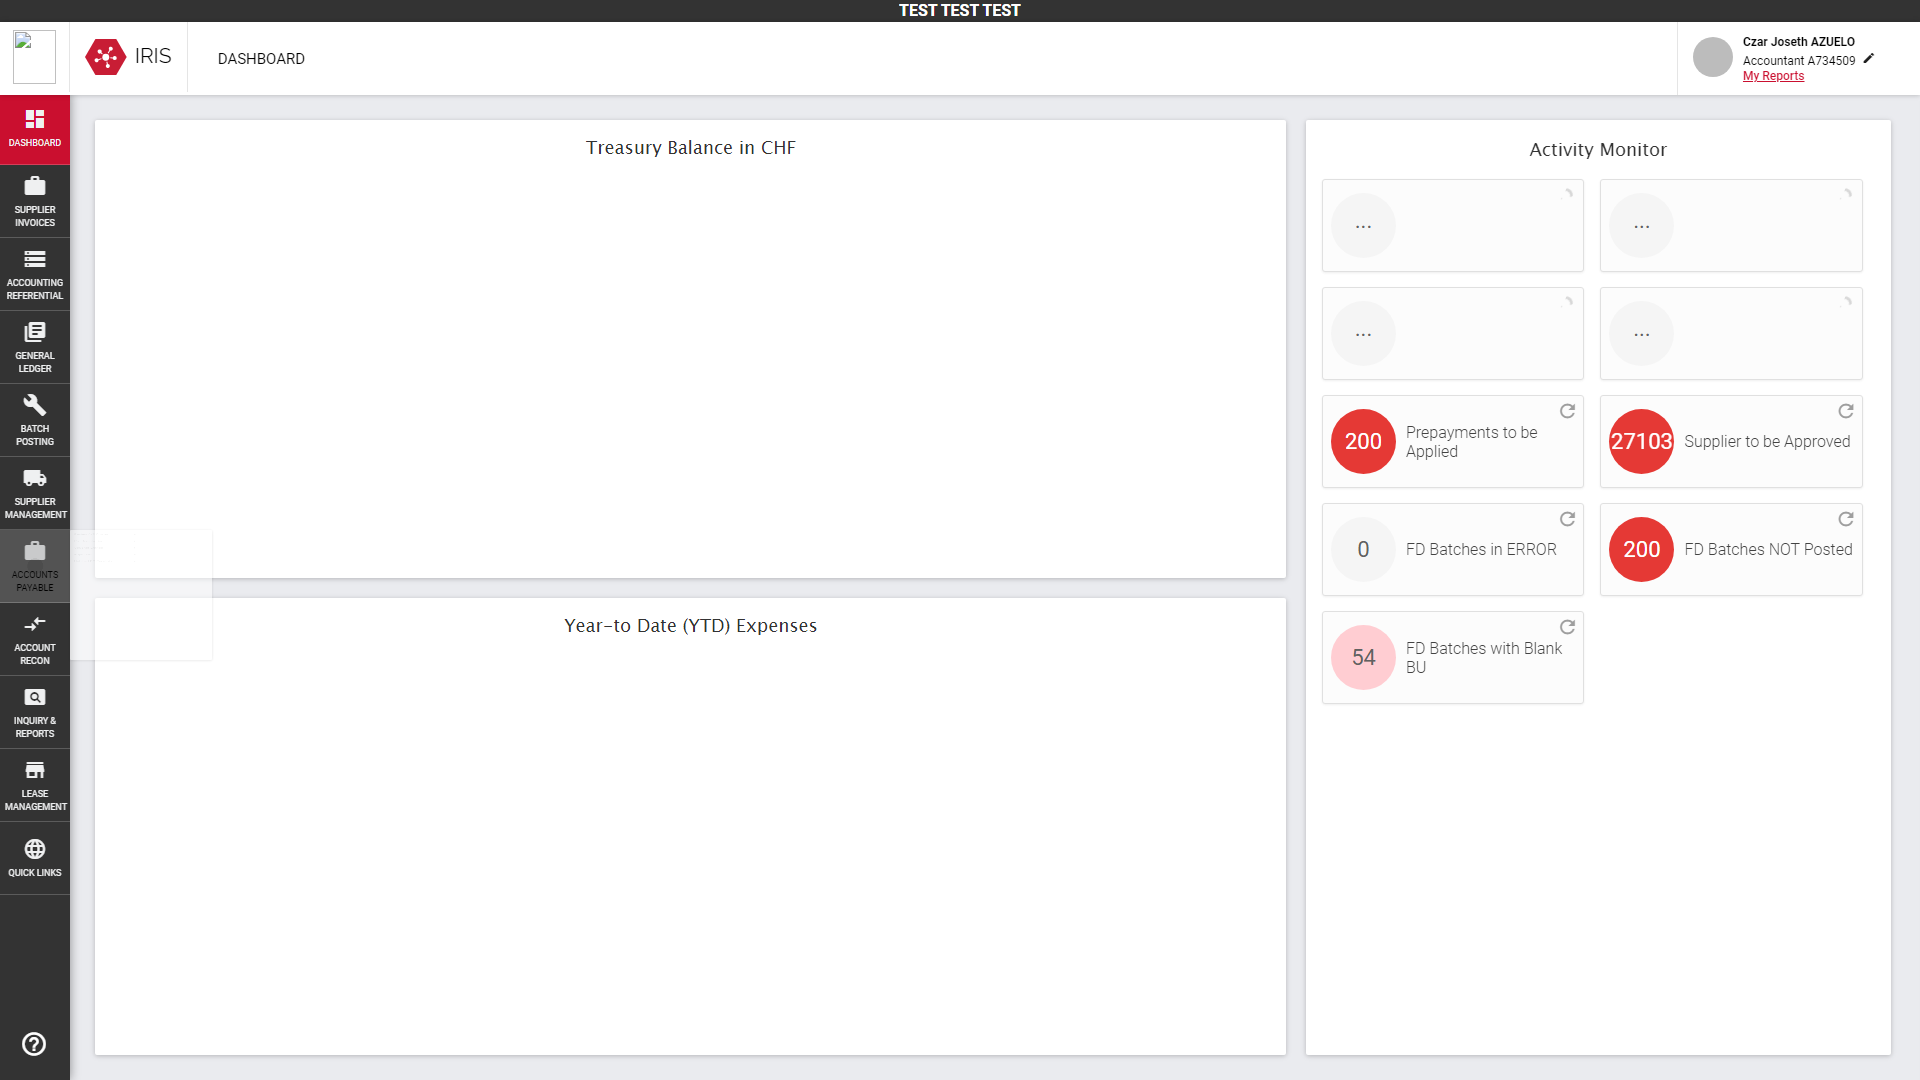 TEST TEST TEST
IRIS
DASHBOARD
Czar Joseth AZUELO
Accountant A734509
My Reports
DASHBOARD
SUPPLIER
INVOICES
ACCOUNTING
REFERENTIAL
GENERAL
LEDGER
BATCH
POSTING
SUPPLIER
MANAGEMENT
ACCOUNTS
PAYABLE
ACCOUNT
RECON
INQUIRY &
REPORTS
LEASE
MANAGEMENT
QUICK LINKS
Treasury Balance in CHF
Year-to Date (YTD) Expenses
Activity Monitor
...
...
...
...
200
Prepayments to be
Applied
27103
Supplier to be Approved
0
FD Batches in ERROR
200
FD Batches NOT Posted
54
FD Batches with Blank
BU